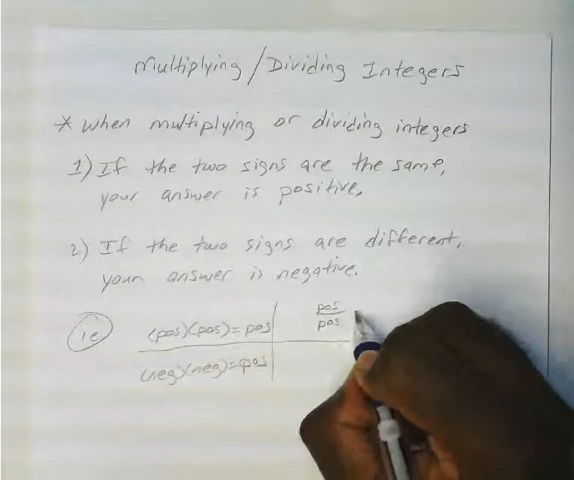 Multiplying/Dividing Integers
* When multiplying or dividing integers
1) If the two signs are the same,
your answer is positive.
2) If the two signs are different,
your answer is negative.
ie
(pos)(pos)=pos
pos
pos
(neg)(neg)=pos